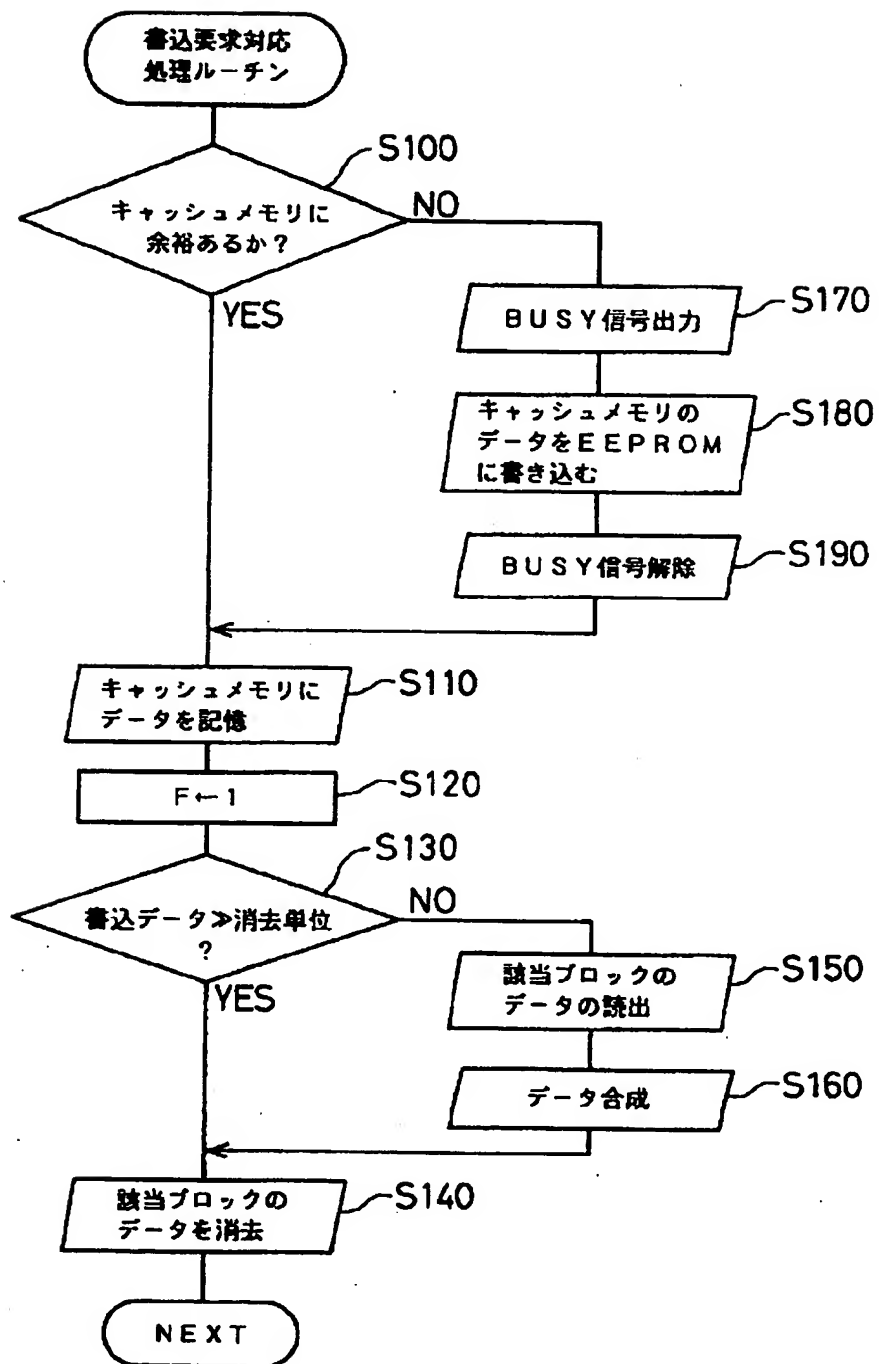 書込要求対応
処理ルーチン
S100
キャッシュメモリに
余裕あるか?
NO
YES
BUSY信号出力
S170
キャッシュメモリの
データをEEPROM
に書き込む
S180
BUSY信号解除
S190
キャッシュメモリに
データを記憶
S110
F←1
S120
S130
書込データ≫消去単位
?
NO
YES
該当ブロックの
データの読出
S150
データ合成
S160
該当ブロックの
データを消去
S140
NEXT